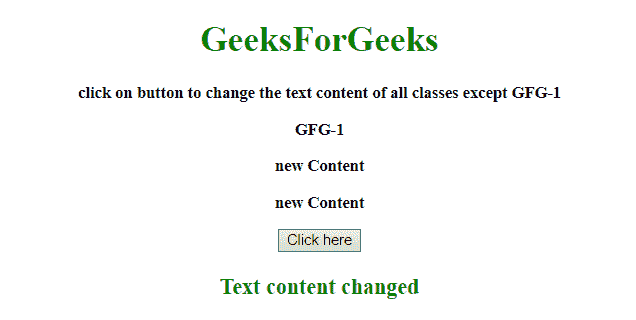 GeeksForGeeks
click on button to change the text content of all classes except GFG-1
GFG-1
new Content
new Content
Click here
Text content changed